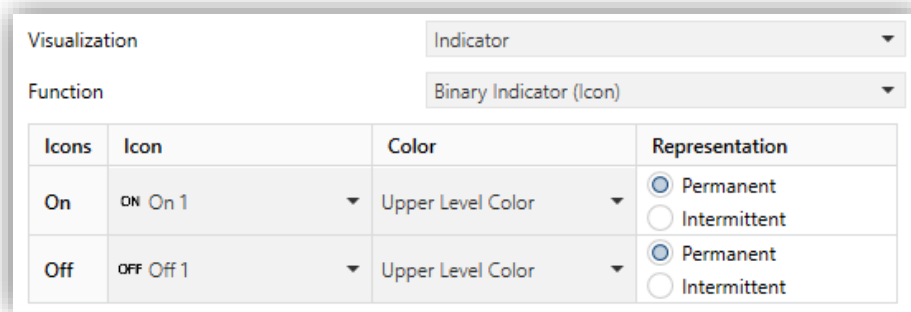 Visualization Indicator
Function Binary Indicator (Icon)
Icons Icon Color Representation
On ON On 1 Upper Level Color Permanent
Intermittent
Off OFF Off 1 Upper Level Color Permanent
Intermittent